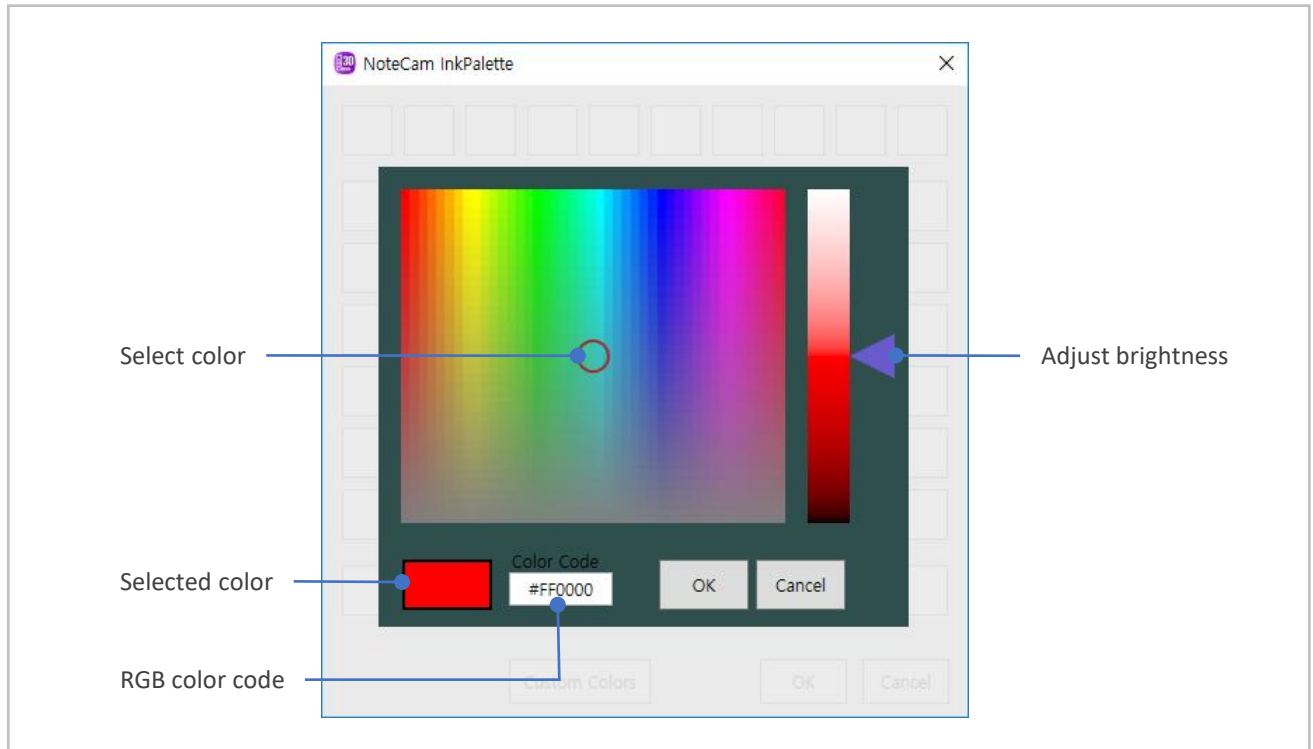 NoteCam InkPalette
Select color
Adjust brightness
Color Code
Selected color
#FF0000
OK
Cancel
RGB color code
Custom Colors
OK
Cancel